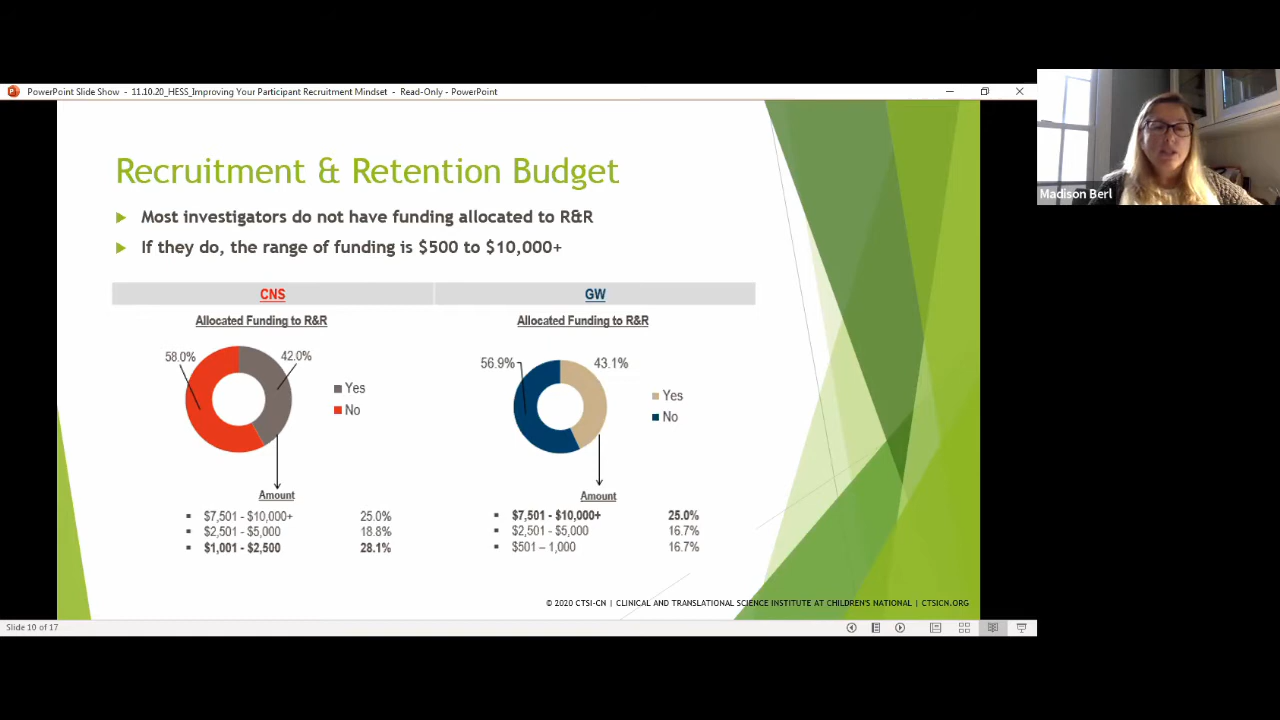 PowerPoint Slide Show - 11.10.20_HESS_Improving Your Participant Recruitment Mindset - Read-Only - PowerPoint
Madison Berl
Recruitment & Retention Budget
Most investigators do not have funding allocated to R&R
If they do, the range of funding is $500 to $10,000+
CNS
GW
Allocated Funding to R&R
58.0%
42.0%
Yes
No
Amount
$7,501 - $10,000+ 25.0%
$2,501 - $5,000 18.8%
$1,001 - $2,500 28.1%
Allocated Funding to R&R
56.9%
43.1%
Yes
No
Amount
$7,501 - $10,000+ 25.0%
$2,501 - $5,000 16.7%
$501 – 1,000 16.7%
© 2020 CTSI-CN | CLINICAL AND TRANSLATIONAL SCIENCE INSTITUTE AT CHILDREN'S NATIONAL | CTSICN.ORG
Slide 10 of 17